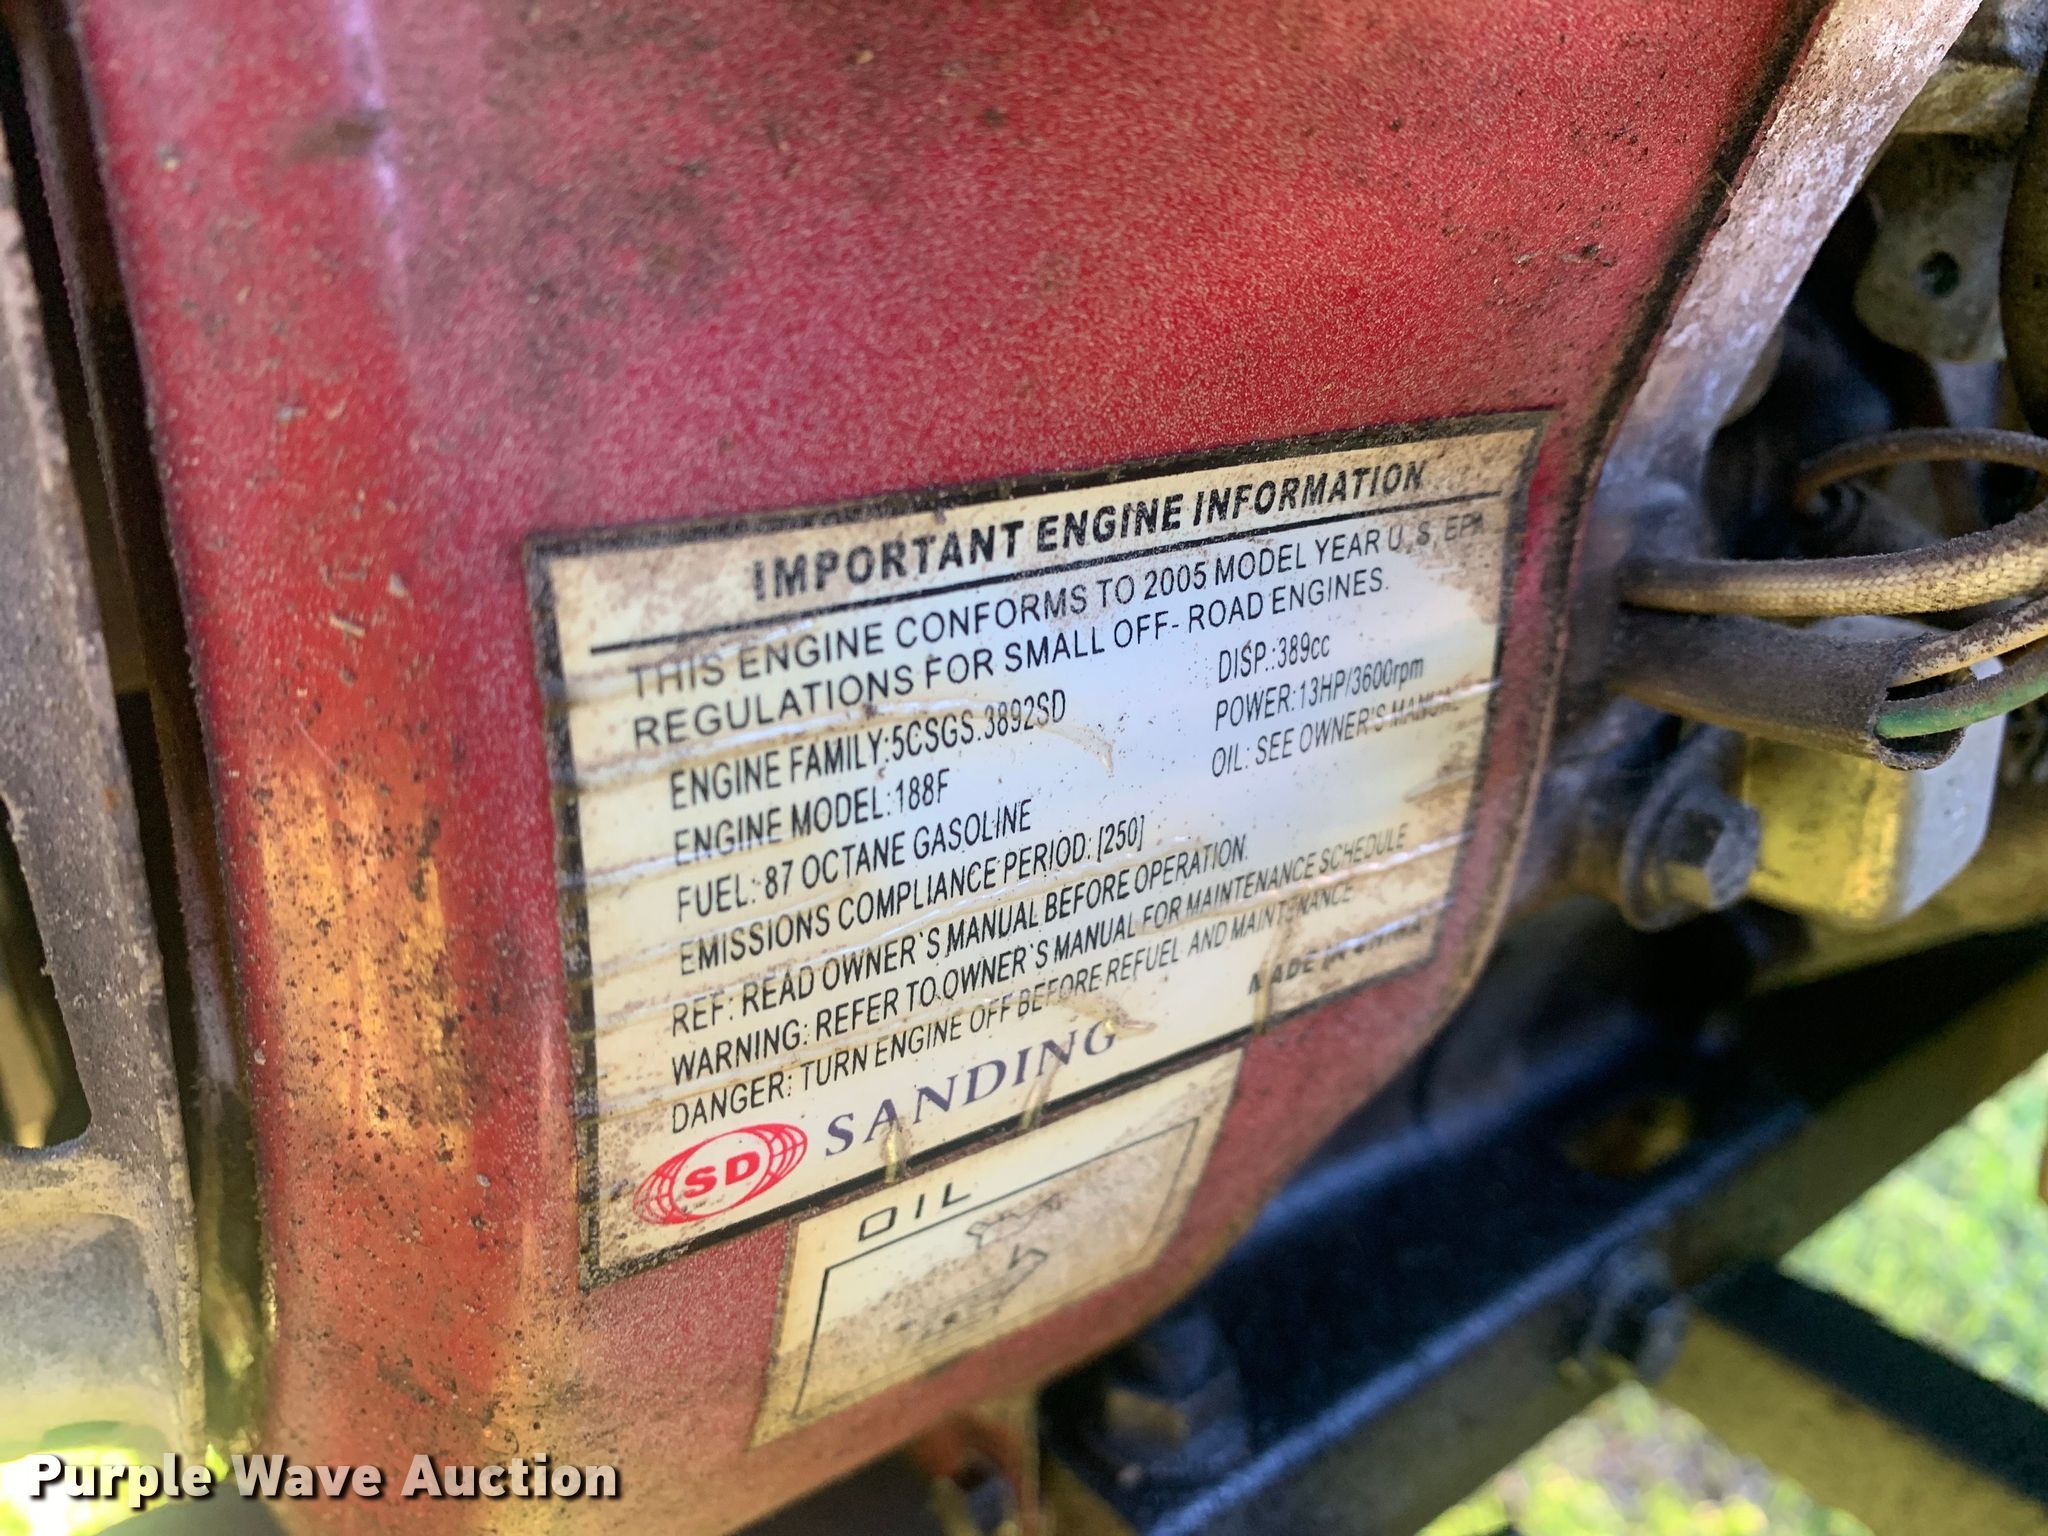 IMPORTANT ENGINE INFORMATION
THIS ENGINE CONFORMS TO 2005 MODEL YEAR U, S, EPA
REGULATIONS FOR SMALL OFF- ROAD ENGINES.
ENGINE FAMILY:5CSGS.3892SD DISP.:389cc
ENGINE MODEL:188F POWER:13HP/3600rpm
FUEL: 87 OCTANE GASOLINE OIL: SEE OWNER'S MANUAL
EMISSIONS COMPLIANCE PERIOD: [250]
REF: READ OWNER`S MANUAL BEFORE OPERATION.
WARNING: REFER TO OWNER`S MANUAL FOR MAINTENANCE SCHEDULE
DANGER: TURN ENGINE OFF BEFORE REFUEL AND MAINTENANCE
SD SANDING MADE IN CHINA
OIL
Purple Wave Auction